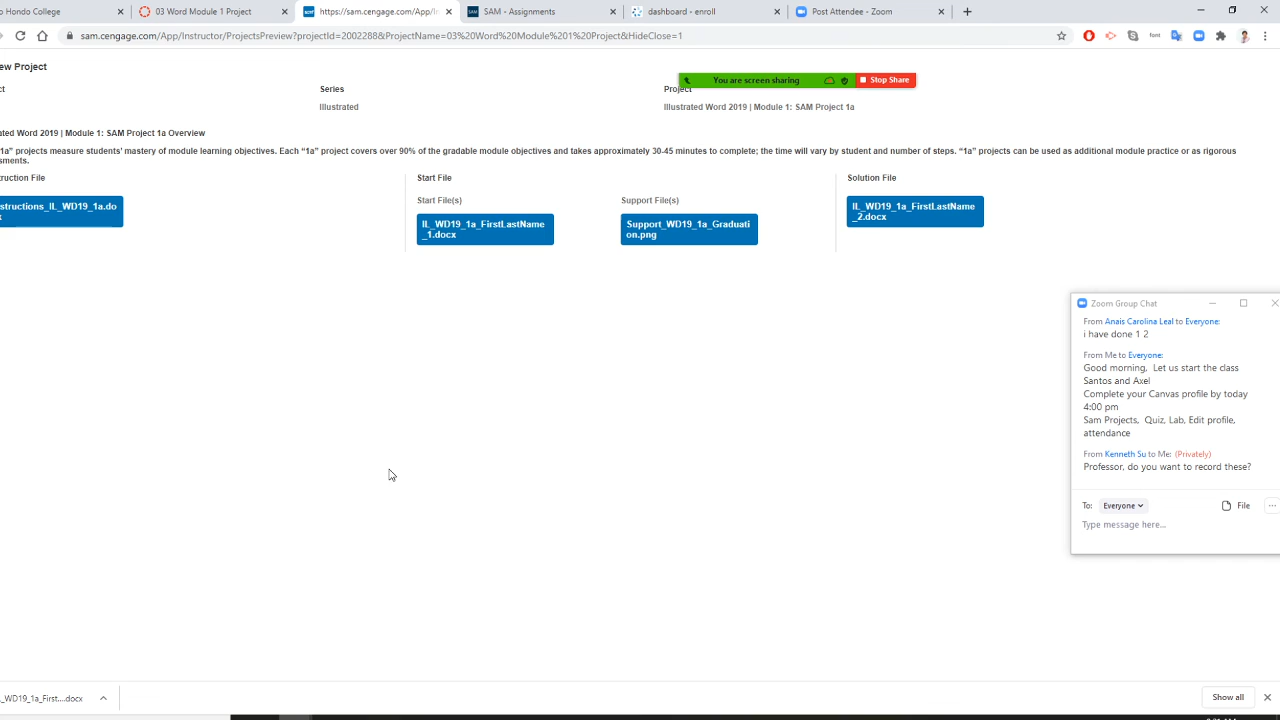 o Hondo College
03 Word Module 1 Project
https://sam.cengage.com/App/I
SAM - Assignments
dashboard - enroll
Post Attendee - Zoom
sam.cengage.com/App/Instructor/ProjectsPreview?projectId=2002288&ProjectName=03%20Word%20Module%201%20Project&HideClose=1
ew Project
You are screen sharing
Stop Share
ct
Series
Project
Illustrated
Illustrated Word 2019 | Module 1: SAM Project 1a
ated Word 2019 | Module 1: SAM Project 1a Overview
"1a" projects measure students' mastery of module learning objectives. Each "1a" project covers over 90% of the gradable module objectives and takes approximately 30-45 minutes to complete; the time will vary by student and number of steps. "1a" projects can be used as additional module practice or as rigorous
sments.
ruction File
Start File
Solution File
Start File(s)
Support File(s)
structions_IL_WD19_1a.do
x
IL_WD19_1a_FirstLastName
_1.docx
Support_WD19_1a_Graduati
on.png
IL_WD19_1a_FirstLastName
_2.docx
Zoom Group Chat
From Anais Carolina Leal to Everyone:
i have done 1 2
From Me to Everyone:
Good morning, Let us start the class
Santos and Axel
Complete your Canvas profile by today
4:00 pm
Sam Projects, Quiz, Lab, Edit profile,
attendance
From Kenneth Su to Me: (Privately)
Professor, do you want to record these?
To: Everyone
File
Type message here...
_WD19_1a_First....docx
Show all